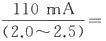 110 mA
(2.0~2.5) =